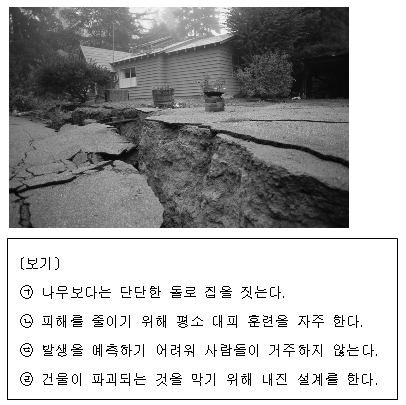 (보기)
㉠ 나무보다는 단단한 돌로 집을 짓는다.
㉡ 피해를 줄이기 위해 평소 대피 훈련을 자주 한다.
㉢ 발생을 예측하기 어려워 사람들이 거주하지 않는다.
㉣ 건물이 파괴되는 것을 막기 위해 내진 설계를 한다.